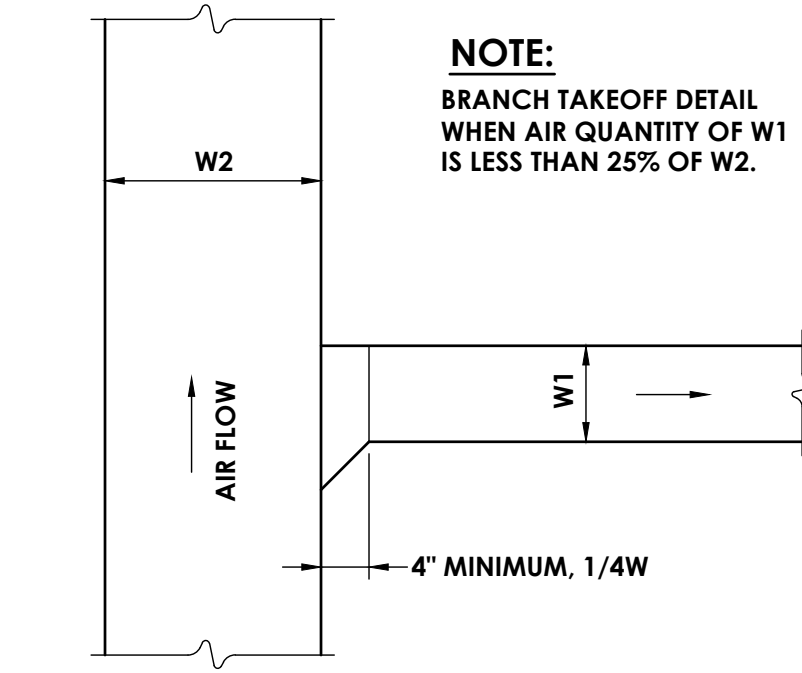 NOTE:
BRANCH TAKEOFF DETAIL
WHEN AIR QUANTITY OF W1
IS LESS THAN 25% OF W2.
W2
W1
AIR FLOW
4" MINIMUM, 1/4W